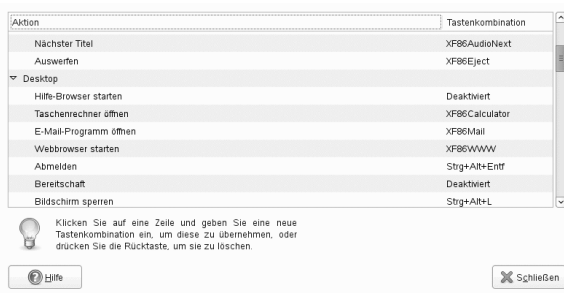 Aktion Tastenkombination
Nächster Titel XF86AudioNext
Auswerfen XF86Eject
Desktop
Hilfe-Browser starten Deaktiviert
Taschenrechner öffnen XF86Calculator
E-Mail-Programm öffnen XF86Mail
Webbrowser starten XF86WWW
Abmelden Strg+Alt+Entf
Bereitschaft Deaktiviert
Bildschirm sperren Strg+Alt+L
Klicken Sie auf eine Zeile und geben Sie eine neue
Tastenkombination ein, um diese zu übernehmen, oder
drücken Sie die Rücktaste, um sie zu löschen.
Hilfe Schließen